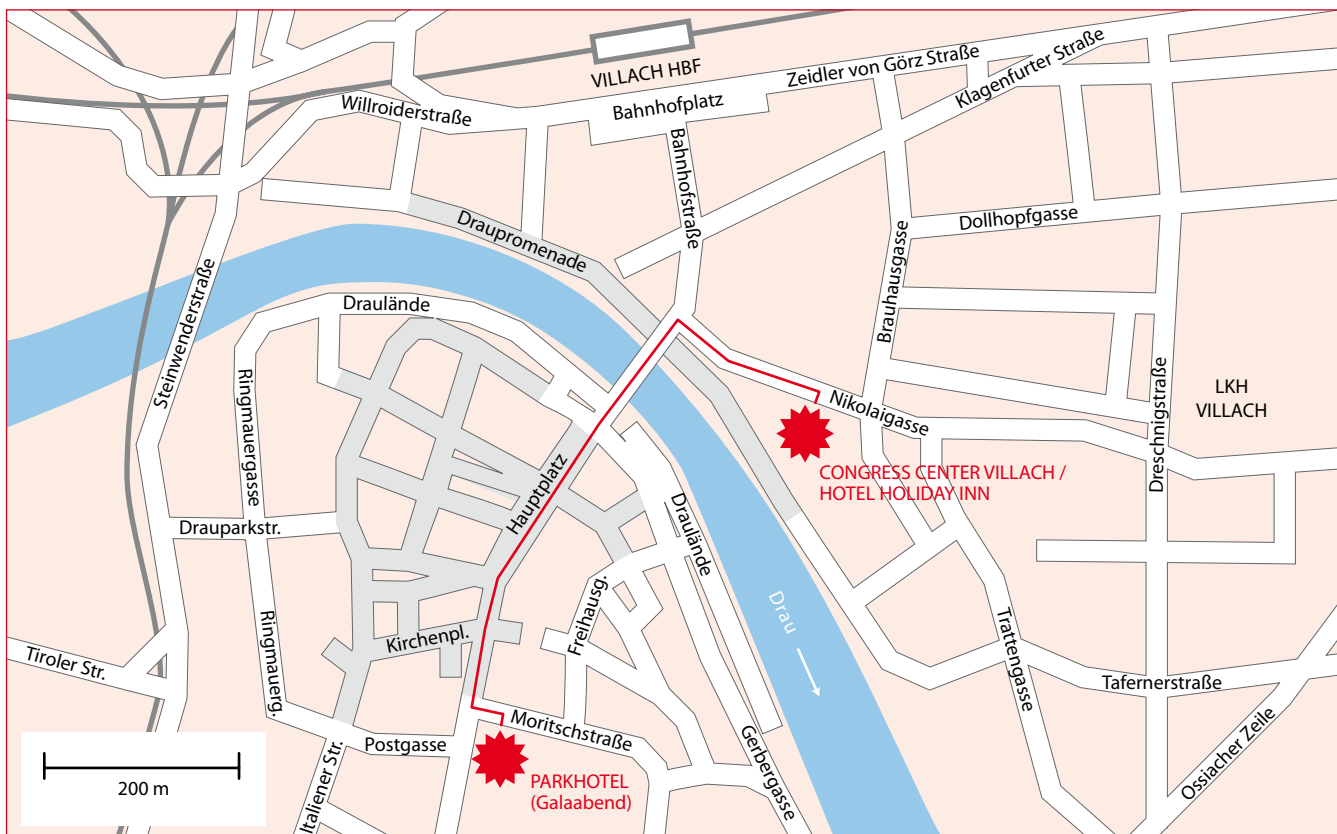 VILLACH HBF
Zeidler von Görz Straße
Klagenfurter Straße
Willroiderstraße
Bahnhofplatz
Bahnhofstraße
Dollhopfgasse
Draupromenade
Brauhausgasse
Steinwenderstraße
Draulände
Ringmauergasse
Nikolaigasse
Dreschnigstraße
LKH
VILLACH
CONGRESS CENTER VILLACH /
HOTEL HOLIDAY INN
Hauptplatz
Drauparkstr.
Draulände
Drau
Freihausg.
Ringmauerg.
Kirchenpl.
Trattengasse
Tiroler Str.
Tafernerstraße
Moritschstraße
Postgasse
Gerbergasse
Ossiacher Zeile
Italiener Str.
PARKHOTEL
(Galaabend)
200 m